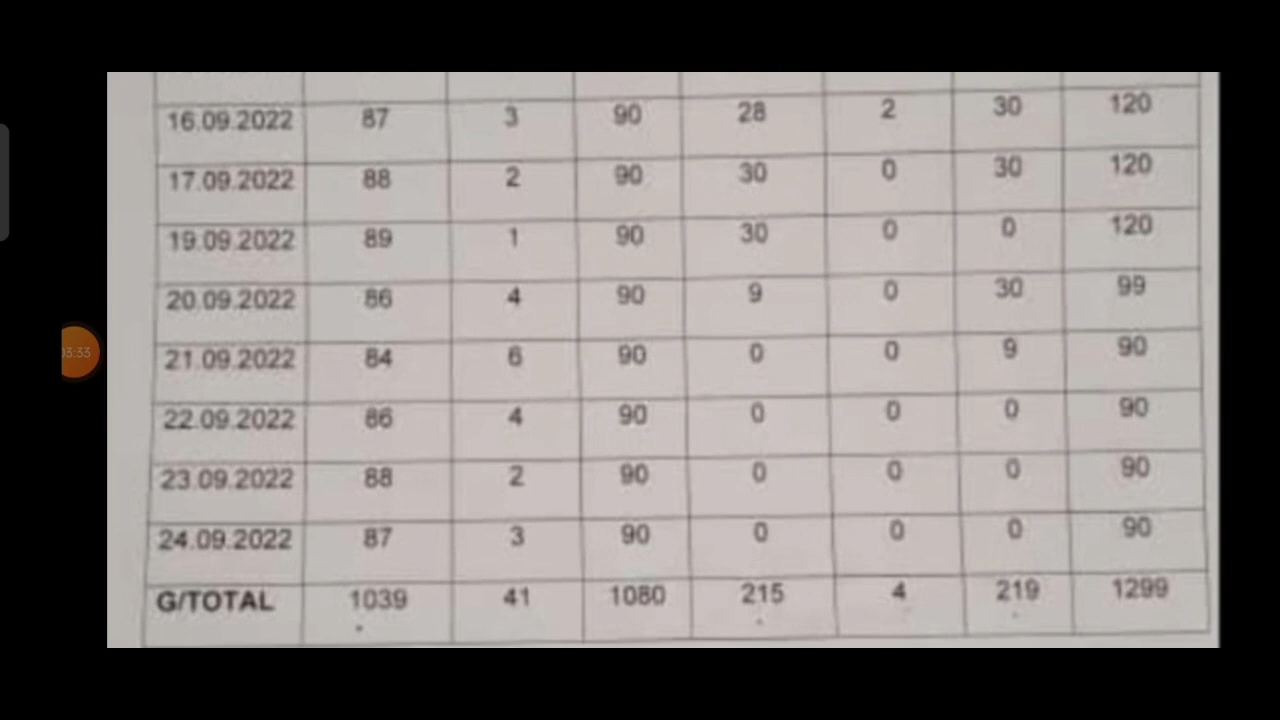 16.09.2022 87 3 90 28 2 30 120
17.09.2022 88 2 90 30 0 30 120
19.09.2022 89 1 90 30 0 0 120
20.09.2022 86 4 90 9 0 30 99
21.09.2022 84 6 90 0 0 9 90
22.09.2022 86 4 90 0 0 0 90
23.09.2022 88 2 90 0 0 0 90
24.09.2022 87 3 90 0 0 0 90
G/TOTAL 1039 41 1080 215 4 219 1299
03:33